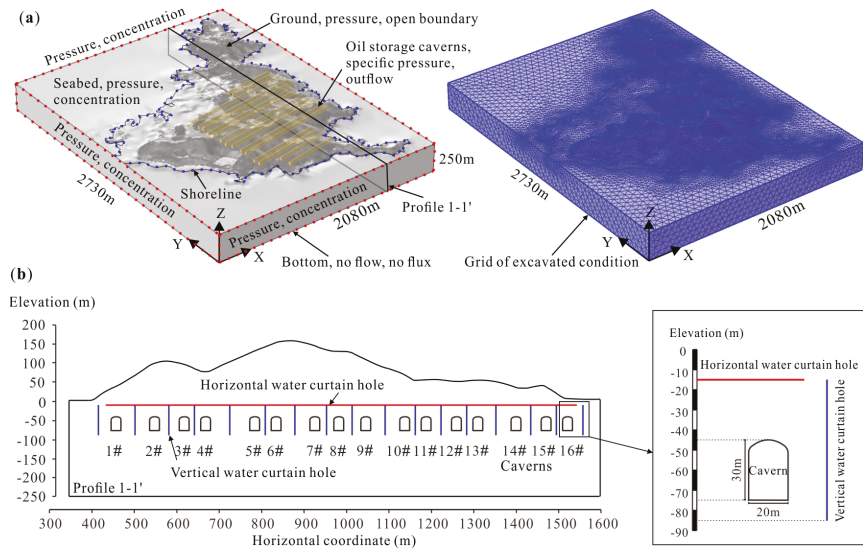 (a)
Pressure, concentration
Ground, pressure, open boundary
Oil storage caverns,
specific pressure,
outflow
Seabed, pressure,
concentration
Pressure, concentration
Shoreline
2730m
Y
Z
X
Pressure, concentration
2080m
250m
Profile 1-1'
Bottom, no flow, no flux
2730m
Y
Z
X
2080m
Grid of excavated condition
(b)
Elevation (m)
200
150
100
50
0
-50
-100
-150
-200
-250
Horizontal water curtain hole
1# 2# 3# 4# 5# 6# 7# 8# 9# 10# 11# 12# 13# 14# 15# 16#
Vertical water curtain hole
Caverns
Profile 1-1'
300 400 500 600 700 800 900 1000 1100 1200 1300 1400 1500 1600
Horizontal coordinate (m)
Elevation (m)
0
-10
-20
-30
-40
-50
-60
-70
-80
-90
Horizontal water curtain hole
Cavern
30m
20m
Vertical water curtain hole